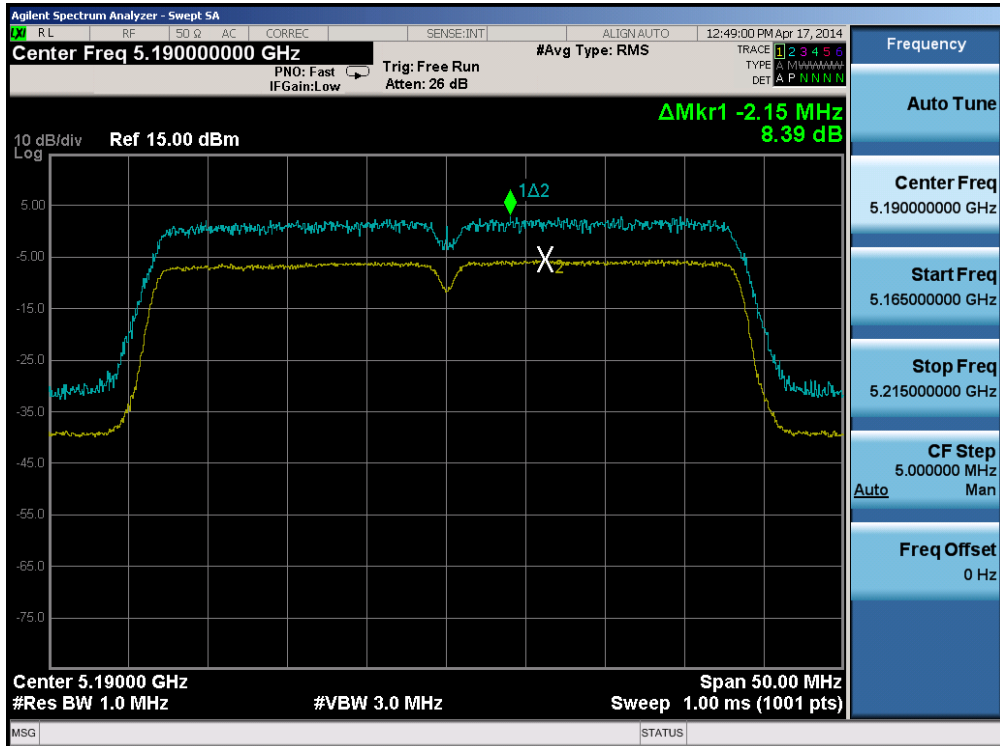 Agilent Spectrum Analyzer - Swept SA
LXI RL RF 50 Ω AC CORREC SENSE:INT ALIGN AUTO 12:49:00 PM Apr 17, 2014
Center Freq 5.190000000 GHz
PNO: Fast
IFGain:Low
Trig: Free Run
Atten: 26 dB
#Avg Type: RMS
TRACE 1 2 3 4 5 6
TYPE A M
DET A P N N N N
ΔMkr1 -2.15 MHz
8.39 dB
10 dB/div Ref 15.00 dBm
Log
5.00
-5.00
-15.0
-25.0
-35.0
-45.0
-55.0
-65.0
-75.0
1Δ2
2
Center 5.19000 GHz Span 50.00 MHz
#Res BW 1.0 MHz #VBW 3.0 MHz Sweep 1.00 ms (1001 pts)
MSG STATUS
Frequency
Auto Tune
Center Freq
5.190000000 GHz
Start Freq
5.165000000 GHz
Stop Freq
5.215000000 GHz
CF Step
5.000000 MHz
Auto Man
Freq Offset
0 Hz